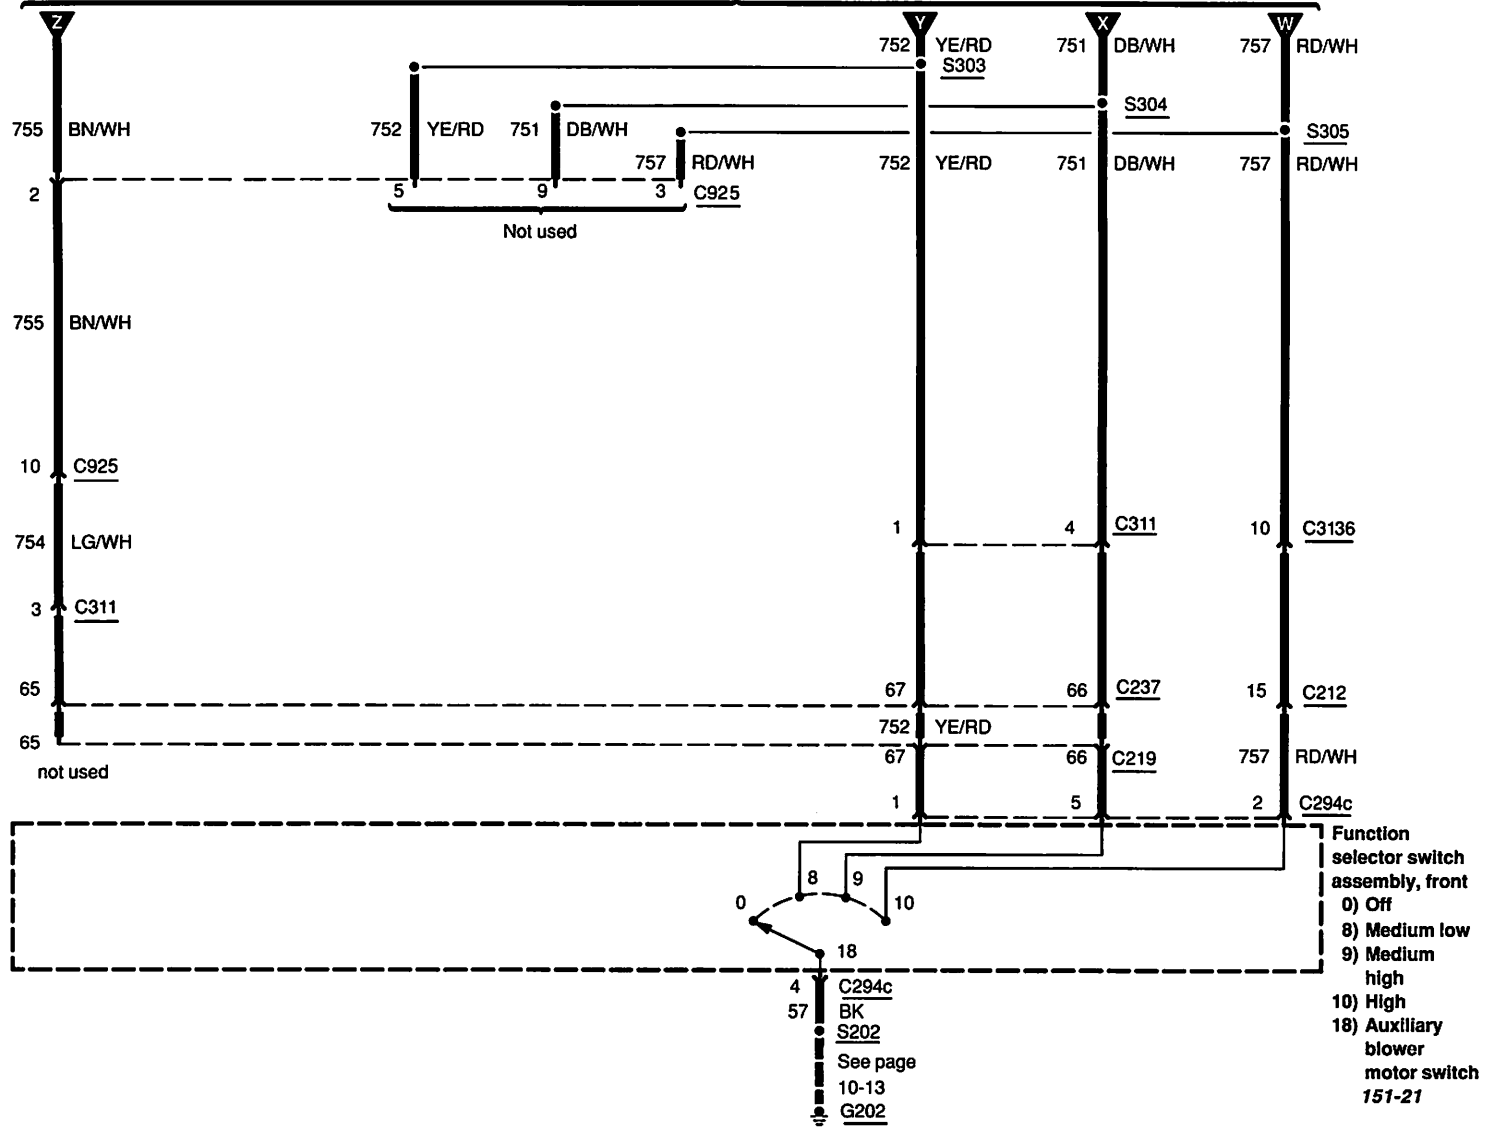 Z
Y
X
W
752 YE/RD
751 DB/WH
757 RD/WH
S303
S304
S305
755 BN/WH
752 YE/RD
751 DB/WH
757 RD/WH
752 YE/RD
751 DB/WH
757 RD/WH
2
5
9
3
C925
Not used
755 BN/WH
10 C925
754 LG/WH
3 C311
1
4 C311
10 C3136
65
67
66 C237
15 C212
752 YE/RD
65
67
66 C219
757 RD/WH
not used
1
5
2 C294c
Function
selector switch
assembly, front
0) Off
8) Medium low
9) Medium
high
10) High
18) Auxiliary
blower
motor switch
151-21
0
8
9
10
18
4 C294c
57 BK
S202
See page
10-13
G202